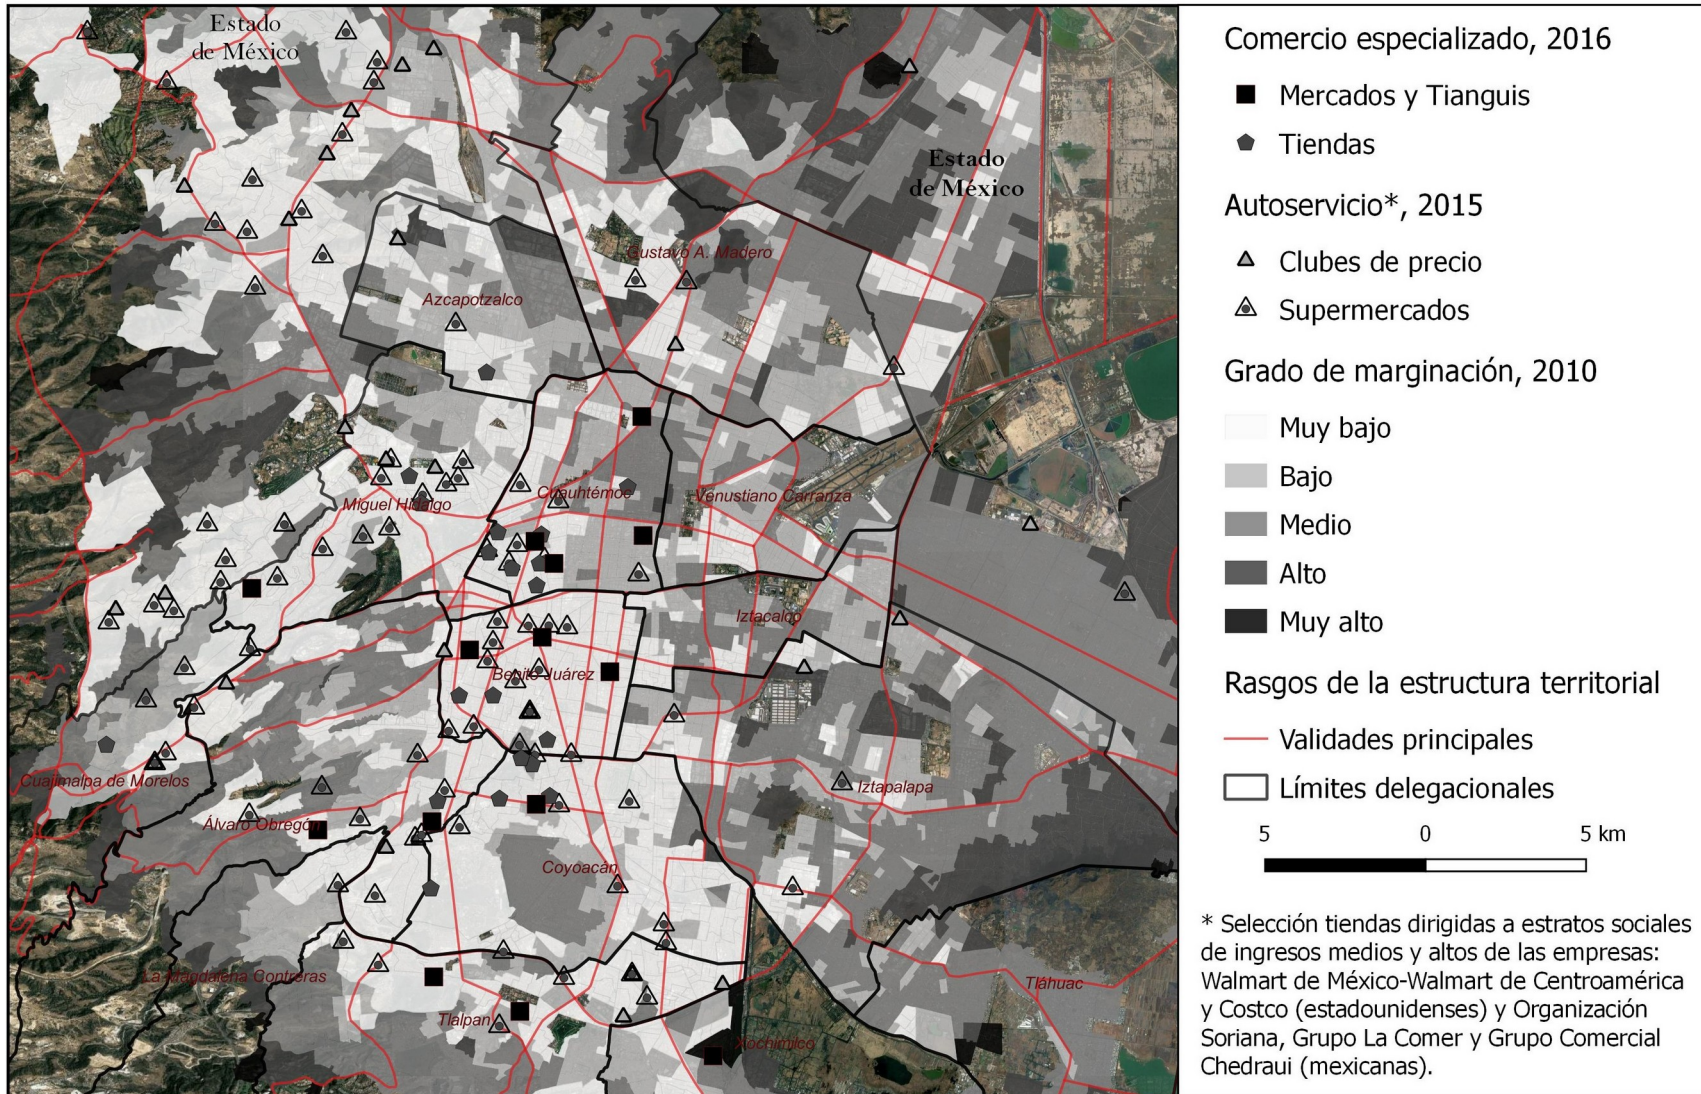 Estado
de México
Estado
de México
Gustavo A. Madero
Azcapotzalco
Miguel Hidalgo
Cuauhtémoc
Venustiano Carranza
Iztacalco
Benito Juárez
Cuajimalpa de Morelos
Iztapalapa
Álvaro Obregón
Coyoacán
La Magdalena Contreras
Tláhuac
Tlalpan
Xochimilco
Comercio especializado, 2016
Mercados y Tianguis
Tiendas
Autoservicio*, 2015
Clubes de precio
Supermercados
Grado de marginación, 2010
Muy bajo
Bajo
Medio
Alto
Muy alto
Rasgos de la estructura territorial
Validades principales
Límites delegacionales
5 0 5 km
* Selección tiendas dirigidas a estratos sociales
de ingresos medios y altos de las empresas:
Walmart de México-Walmart de Centroamérica
y Costco (estadounidenses) y Organización
Soriana, Grupo La Comer y Grupo Comercial
Chedraui (mexicanas).